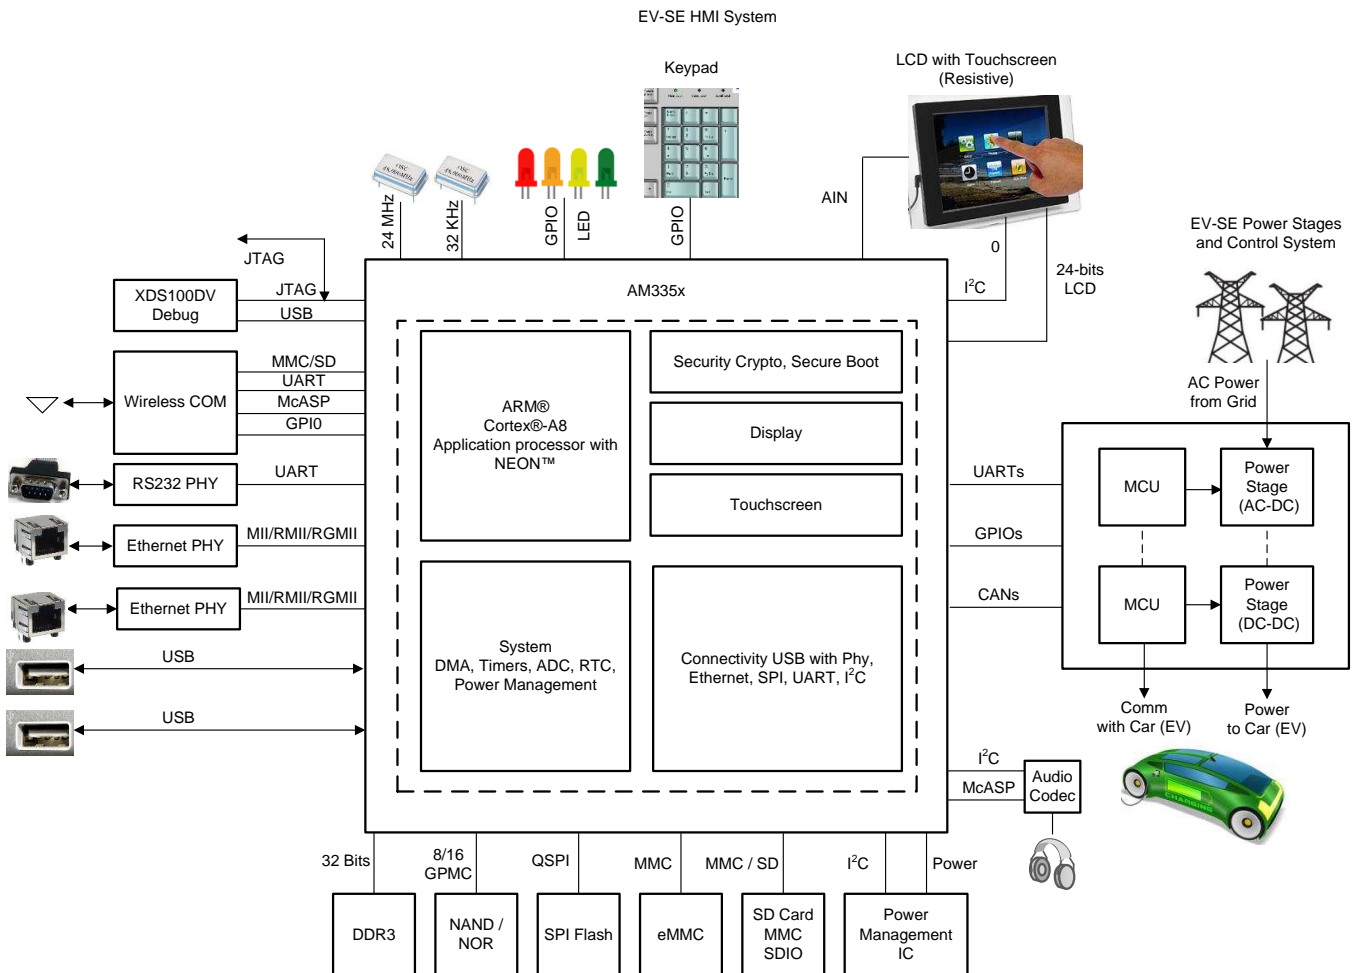 EV-SE HMI System
Keypad
LCD with Touchscreen
(Resistive)
24 MHz
32 KHz
GPIO
LED
GPIO
AIN
0
I²C
24-bits
LCD
EV-SE Power Stages
and Control System
JTAG
XDS100DV
Debug
JTAG
USB
AM335x
Wireless COM
MMC/SD
UART
McASP
GPI0
RS232 PHY
UART
Ethernet PHY
MII/RMII/RGMII
Ethernet PHY
MII/RMII/RGMII
USB
USB
ARM®
Cortex®-A8
Application processor with
NEON™
Security Crypto, Secure Boot
Display
Touchscreen
System
DMA, Timers, ADC, RTC,
Power Management
Connectivity USB with Phy,
Ethernet, SPI, UART, I²C
AC Power
from Grid
UARTs
GPIOs
CANs
MCU
Power
Stage
(AC-DC)
MCU
Power
Stage
(DC-DC)
Comm
with Car (EV)
Power
to Car (EV)
CHARGING
I²C
McASP
Audio
Codec
32 Bits
8/16
GPMC
QSPI
MMC
MMC / SD
I²C
Power
DDR3
NAND /
NOR
SPI Flash
eMMC
SD Card
MMC
SDIO
Power
Management
IC